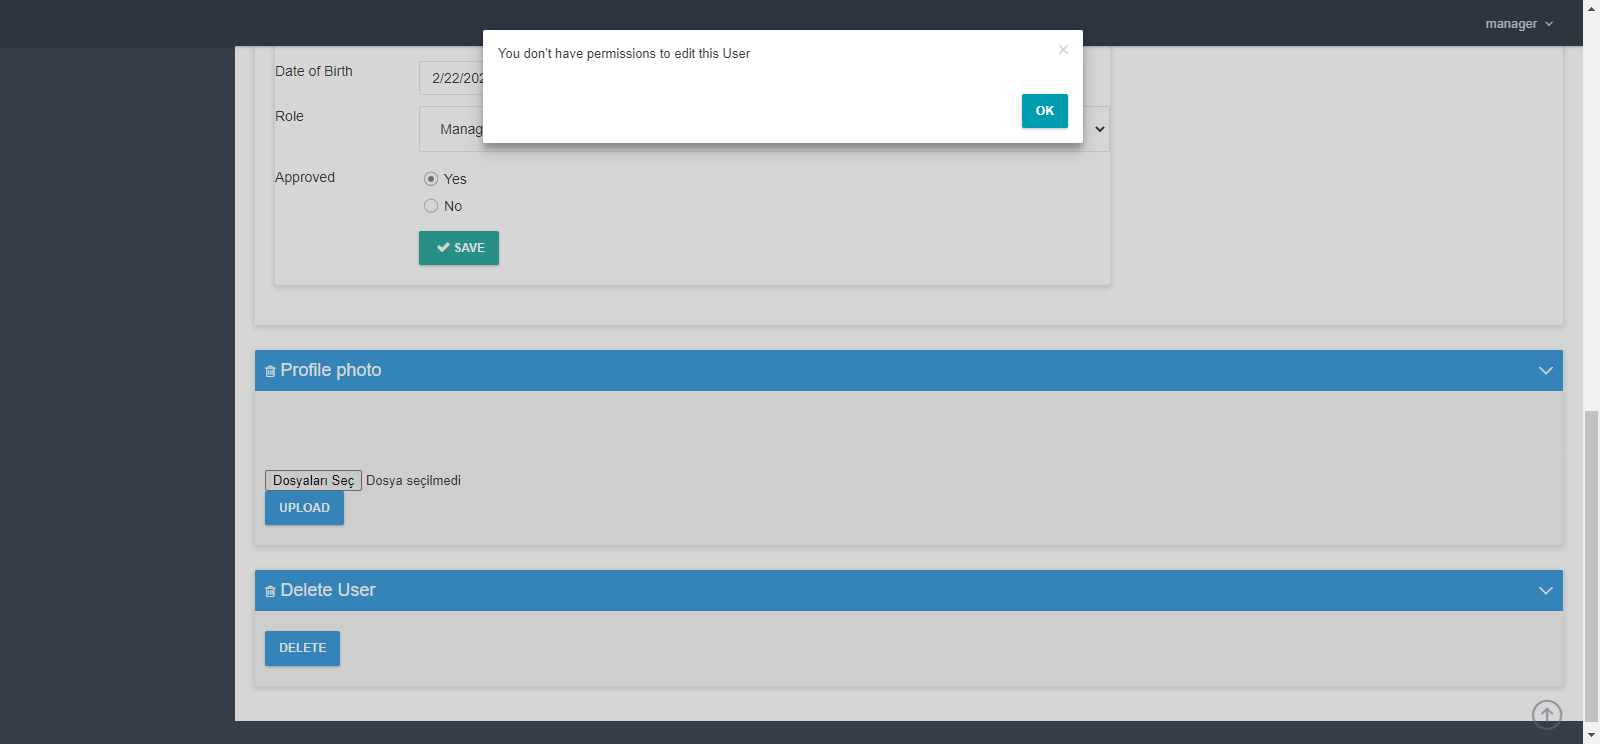 manager
You don't have permissions to edit this User
×
OK
Date of Birth
2/22/202
Role
Manag
Approved
Yes
No
SAVE
Profile photo
Dosyaları Seç Dosya seçilmedi
UPLOAD
Delete User
DELETE